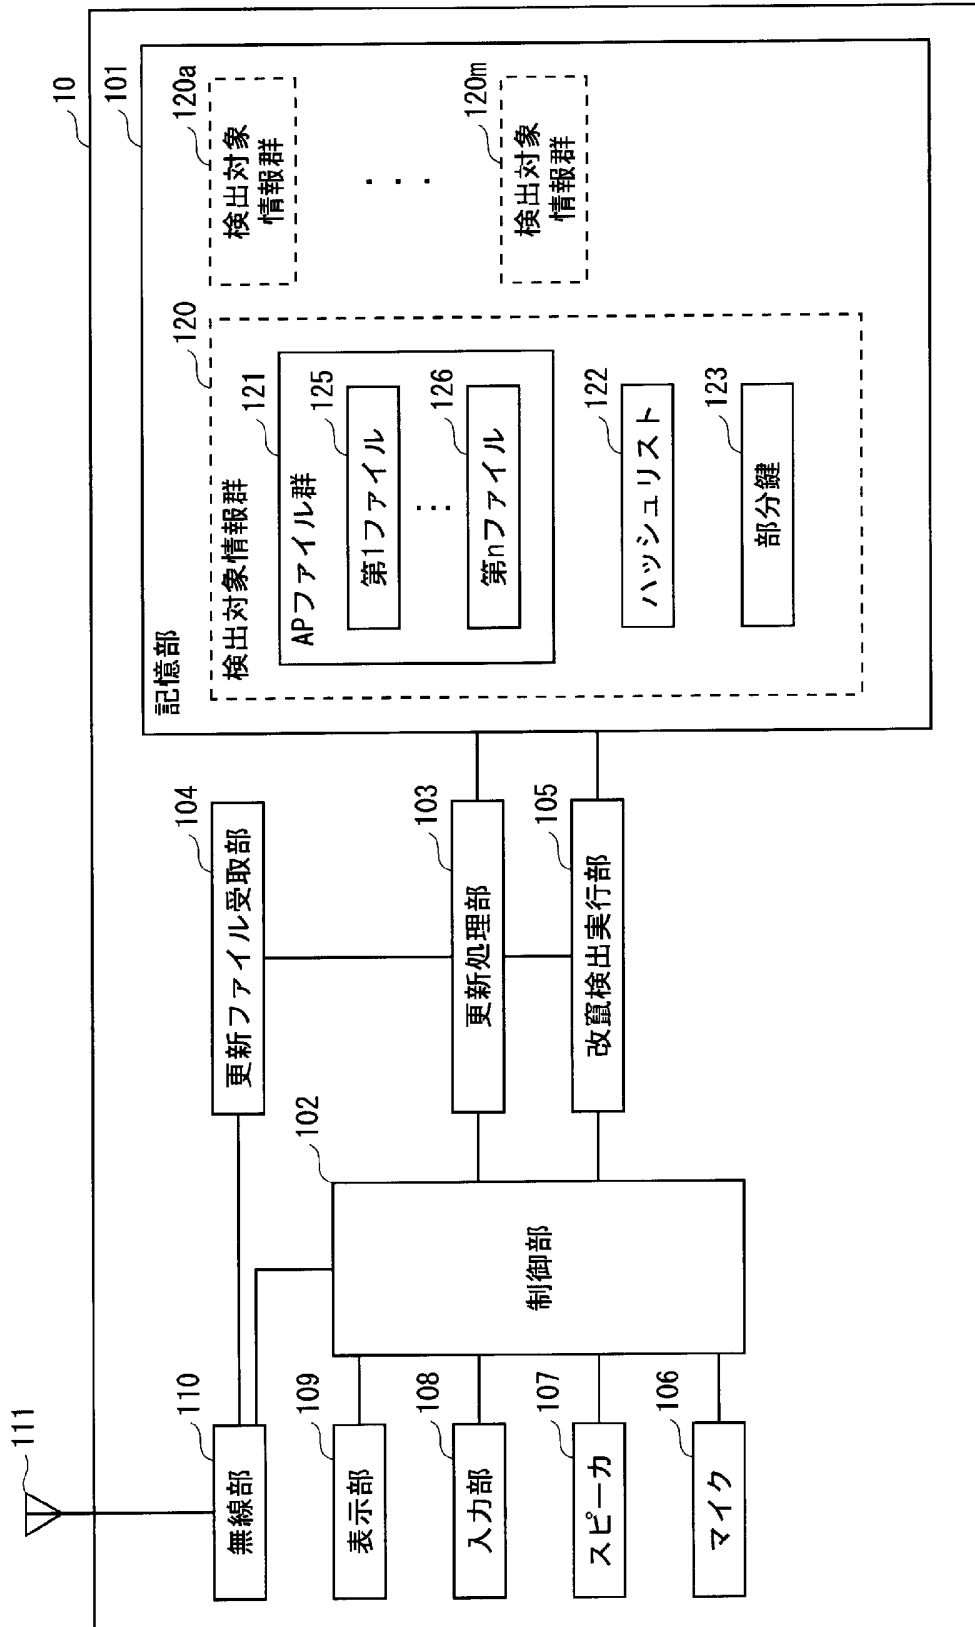 111
10
110
無線部
109
表示部
108
入力部
107
スピーカ
106
マイク
102
制御部
104
更新ファイル受取部
103
更新処理部
105
改竄検出実行部
101
記憶部
120
検出対象情報群
121
APファイル群
125
第1ファイル
⋮
126
第nファイル
122
ハッシュリスト
123
部分鍵
120a
検出対象
情報群
・・・
120m
検出対象
情報群